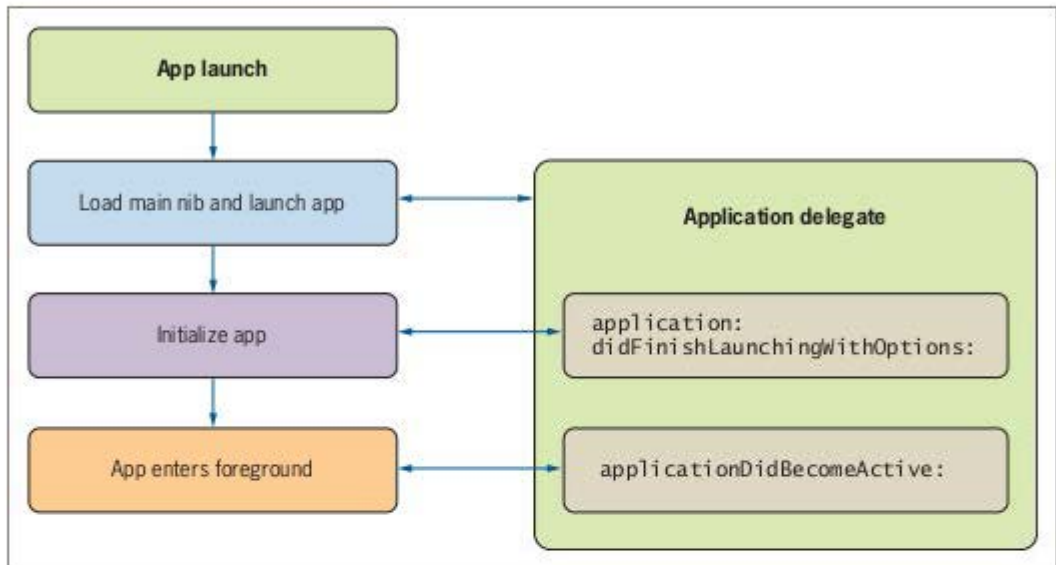 App launch
Load main nib and launch app
Application delegate
Initialize app
application:
didFinishLaunchingWithOptions:
App enters foreground
applicationDidBecomeActive: